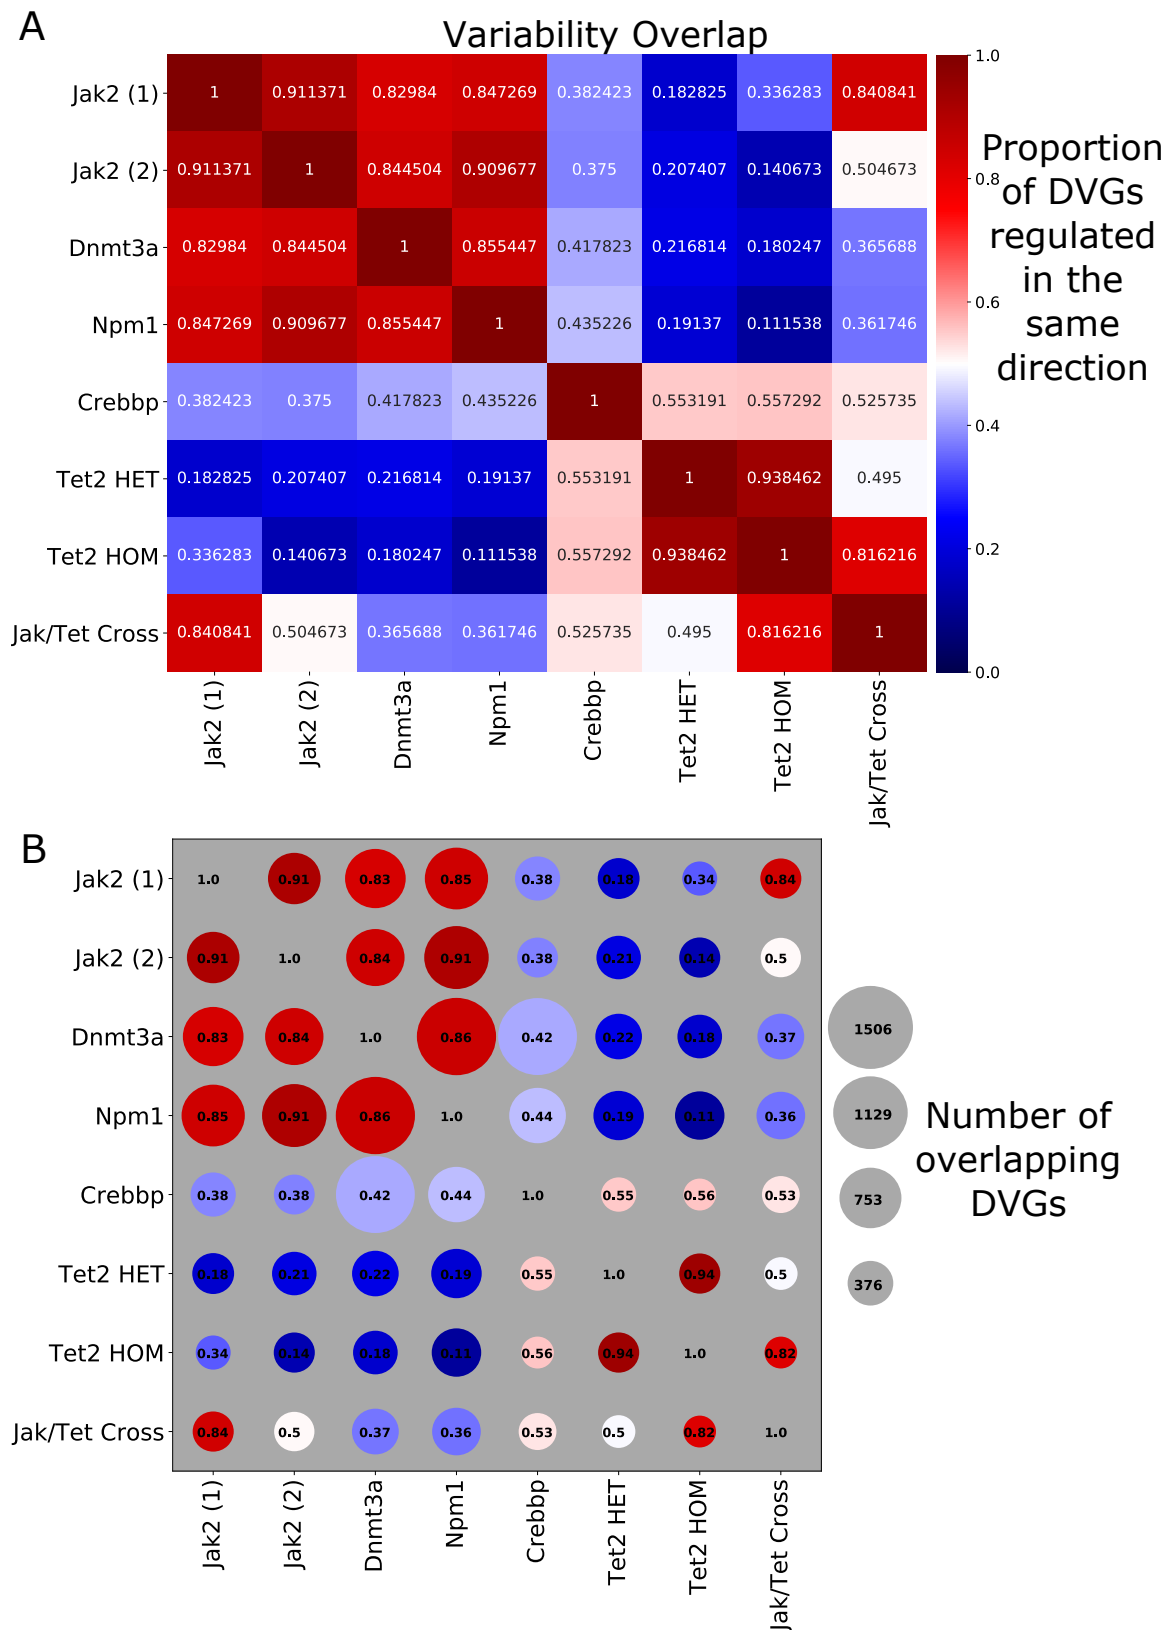 A
Variability Overlap
Jak2 (1) 1 0.911371 0.82984 0.847269 0.382423 0.182825 0.336283 0.840841
Jak2 (2) 0.911371 1 0.844504 0.909677 0.375 0.207407 0.140673 0.504673
Dnmt3a 0.82984 0.844504 1 0.855447 0.417823 0.216814 0.180247 0.365688
Npm1 0.847269 0.909677 0.855447 1 0.435226 0.19137 0.111538 0.361746
Crebbp 0.382423 0.375 0.417823 0.435226 1 0.553191 0.557292 0.525735
Tet2 HET 0.182825 0.207407 0.216814 0.19137 0.553191 1 0.938462 0.495
Tet2 HOM 0.336283 0.140673 0.180247 0.111538 0.557292 0.938462 1 0.816216
Jak/Tet Cross 0.840841 0.504673 0.365688 0.361746 0.525735 0.495 0.816216 1
Jak2 (1) Jak2 (2) Dnmt3a Npm1 Crebbp Tet2 HET Tet2 HOM Jak/Tet Cross
1.0
0.8
0.6
0.4
0.2
0.0
Proportion
of DVGs
regulated
in the
same
direction
B
Jak2 (1) 1.0 0.91 0.83 0.85 0.38 0.18 0.34 0.84
Jak2 (2) 0.91 1.0 0.84 0.91 0.38 0.21 0.14 0.5
Dnmt3a 0.83 0.84 1.0 0.86 0.42 0.22 0.18 0.37
Npm1 0.85 0.91 0.86 1.0 0.44 0.19 0.11 0.36
Crebbp 0.38 0.38 0.42 0.44 1.0 0.55 0.56 0.53
Tet2 HET 0.18 0.21 0.22 0.19 0.55 1.0 0.94 0.5
Tet2 HOM 0.34 0.14 0.18 0.11 0.56 0.94 1.0 0.82
Jak/Tet Cross 0.84 0.5 0.37 0.36 0.53 0.5 0.82 1.0
Jak2 (1) Jak2 (2) Dnmt3a Npm1 Crebbp Tet2 HET Tet2 HOM Jak/Tet Cross
1506
1129
753
376
Number of
overlapping
DVGs